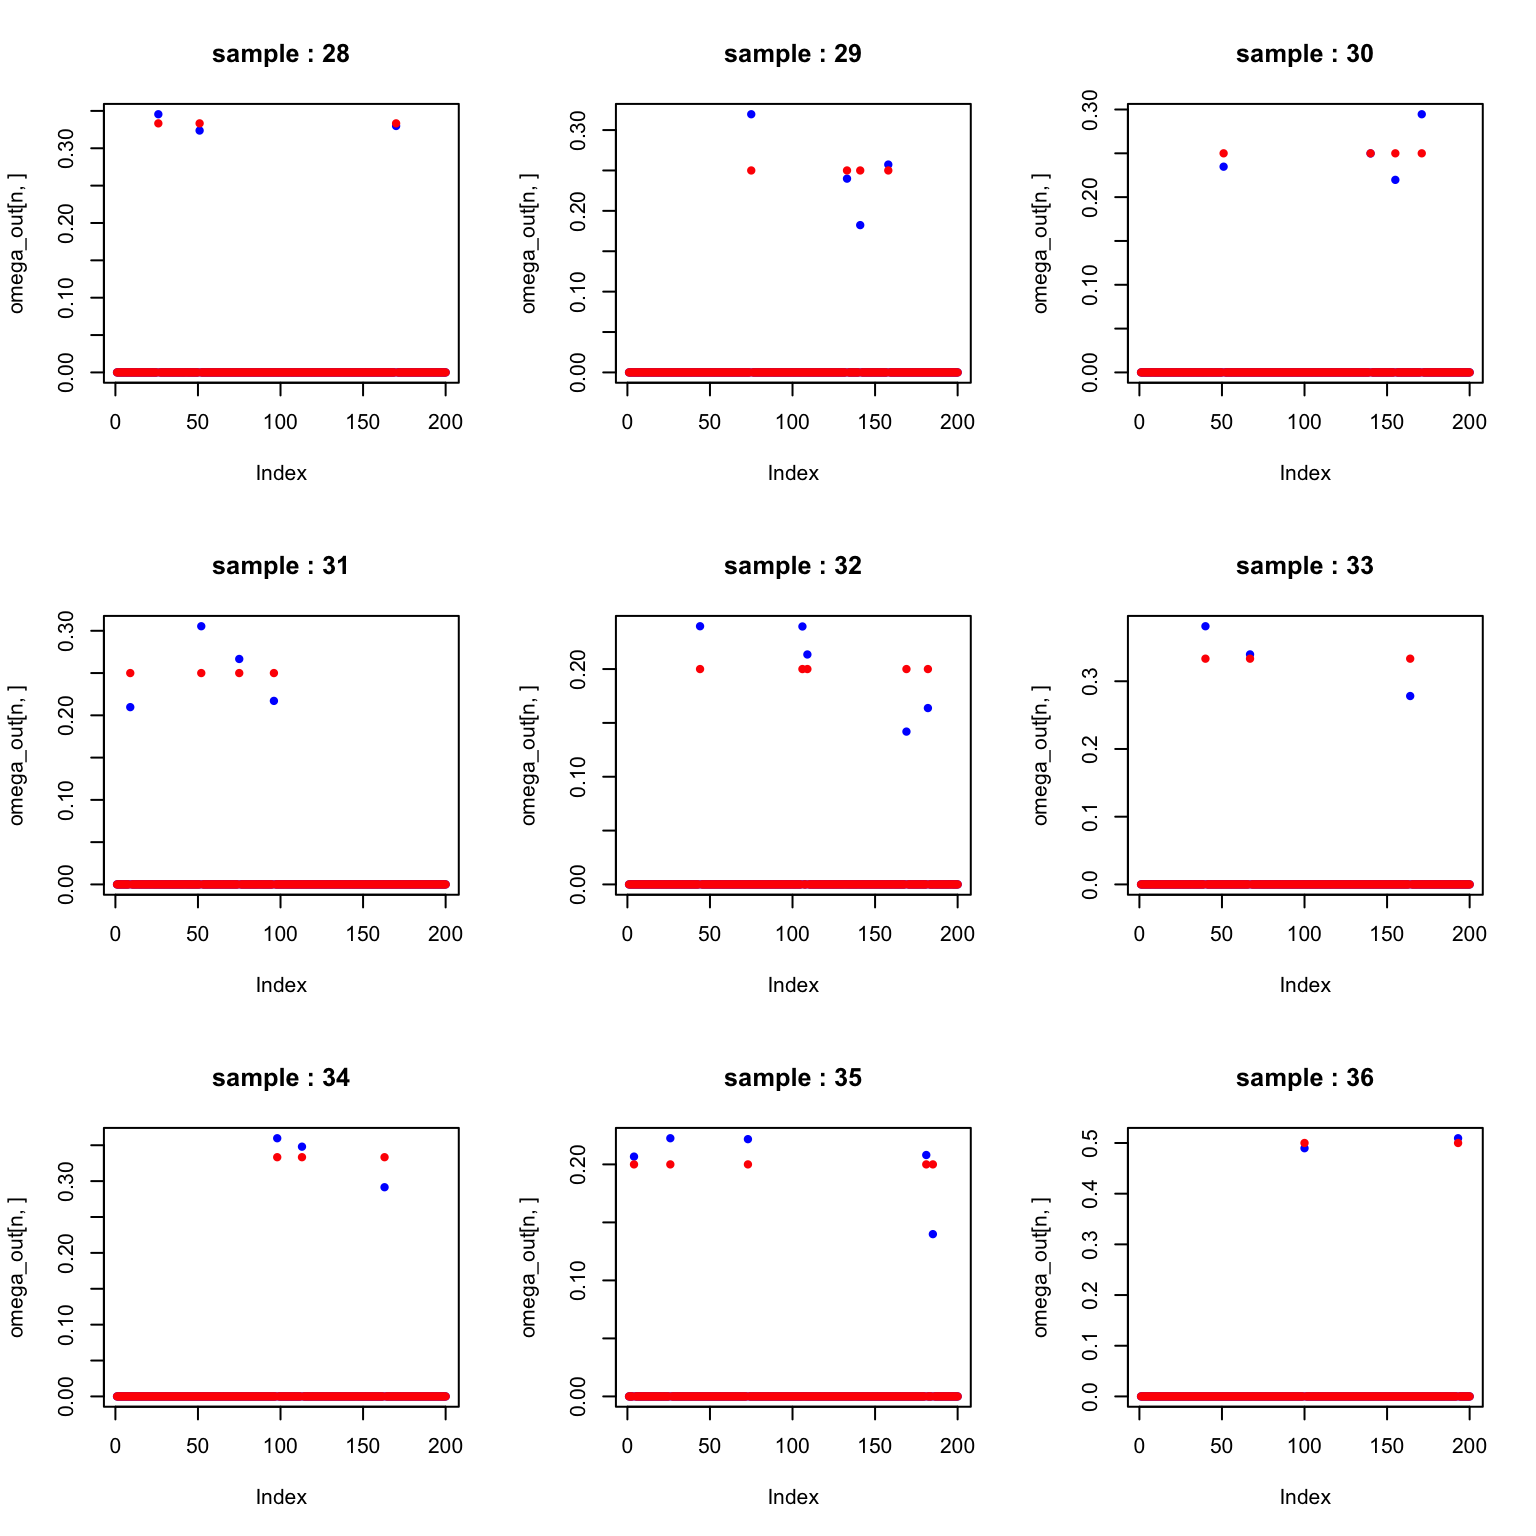 sample : 28
omega_out[n, ]
0.00 0.10 0.20 0.30
0 50 100 150 200
Index
sample : 29
omega_out[n, ]
0.00 0.10 0.20 0.30
0 50 100 150 200
Index
sample : 30
omega_out[n, ]
0.00 0.10 0.20 0.30
0 50 100 150 200
Index
sample : 31
omega_out[n, ]
0.00 0.10 0.20 0.30
0 50 100 150 200
Index
sample : 32
omega_out[n, ]
0.00 0.10 0.20
0 50 100 150 200
Index
sample : 33
omega_out[n, ]
0.0 0.1 0.2 0.3
0 50 100 150 200
Index
sample : 34
omega_out[n, ]
0.00 0.10 0.20 0.30
0 50 100 150 200
Index
sample : 35
omega_out[n, ]
0.00 0.10 0.20
0 50 100 150 200
Index
sample : 36
omega_out[n, ]
0.0 0.1 0.2 0.3 0.4 0.5
0 50 100 150 200
Index